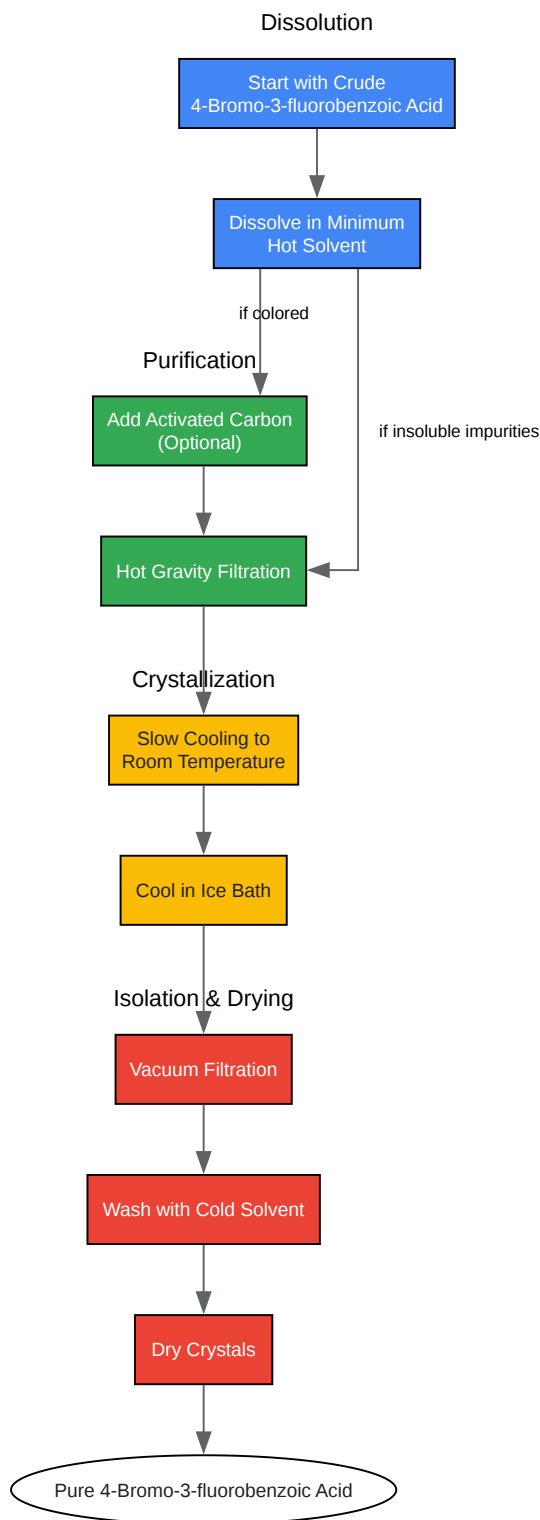 Dissolution
Start with Crude
4-Bromo-3-fluorobenzoic Acid
Dissolve in Minimum
Hot Solvent
if colored
Purification
Add Activated Carbon
(Optional)
if insoluble impurities
Hot Gravity Filtration
Crystallization
Slow Cooling to
Room Temperature
Cool in Ice Bath
Isolation & Drying
Vacuum Filtration
Wash with Cold Solvent
Dry Crystals
Pure 4-Bromo-3-fluorobenzoic Acid